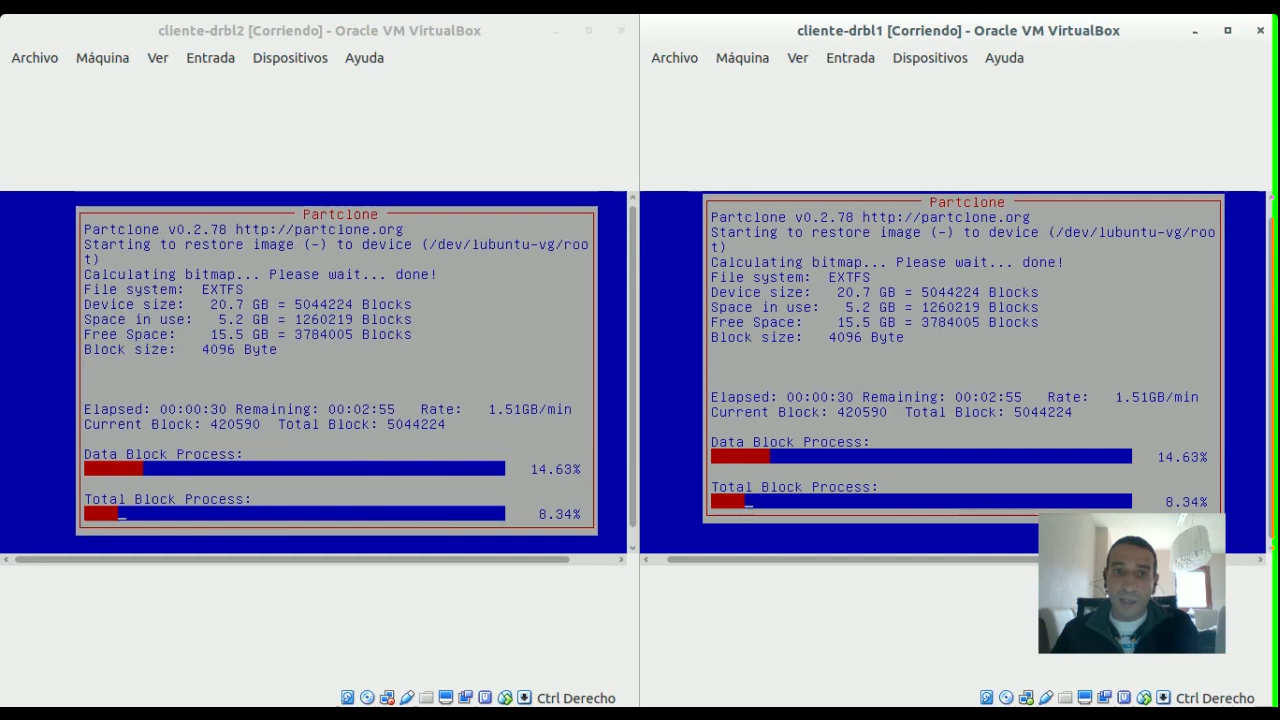 cliente-drbl2 [Corriendo] - Oracle VM VirtualBox
Archivo Máquina Ver Entrada Dispositivos Ayuda
Partclone
Partclone v0.2.78 http://partclone.org
Starting to restore image (-) to device (/dev/lubuntu-vg/roo
t)
Calculating bitmap... Please wait... done!
File system: EXTFS
Device size: 20.7 GB = 5044224 Blocks
Space in use: 5.2 GB = 1260219 Blocks
Free Space: 15.5 GB = 3784005 Blocks
Block size: 4096 Byte
Elapsed: 00:00:30 Remaining: 00:02:55 Rate: 1.51GB/min
Current Block: 420590 Total Block: 5044224
Data Block Process:
14.63%
Total Block Process:
8.34%
Ctrl Derecho
cliente-drbl1 [Corriendo] - Oracle VM VirtualBox
Archivo Máquina Ver Entrada Dispositivos Ayuda
Partclone
Partclone v0.2.78 http://partclone.org
Starting to restore image (-) to device (/dev/lubuntu-vg/roo
t)
Calculating bitmap... Please wait... done!
File system: EXTFS
Device size: 20.7 GB = 5044224 Blocks
Space in use: 5.2 GB = 1260219 Blocks
Free Space: 15.5 GB = 3784005 Blocks
Block size: 4096 Byte
Elapsed: 00:00:30 Remaining: 00:02:55 Rate: 1.51GB/min
Current Block: 420590 Total Block: 5044224
Data Block Process:
14.63%
Total Block Process:
8.34%
Ctrl Derecho